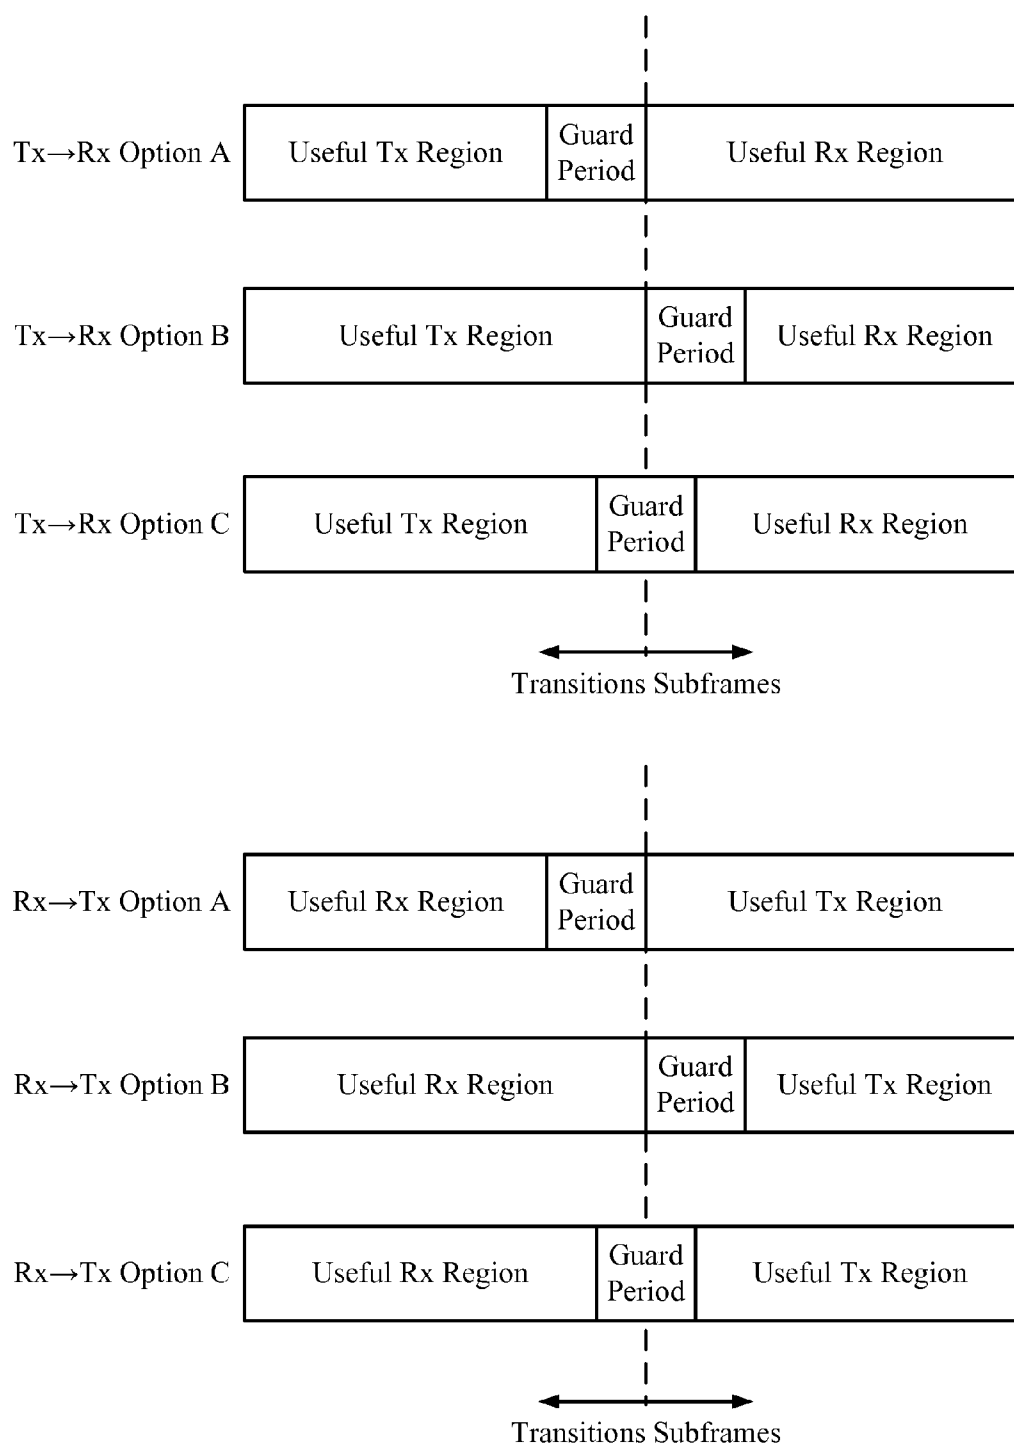 Tx→Rx Option A
Useful Tx Region
Guard
Period
Useful Rx Region
Tx→Rx Option B
Useful Tx Region
Guard
Period
Useful Rx Region
Tx→Rx Option C
Useful Tx Region
Guard
Period
Useful Rx Region
Transitions Subframes
Rx→Tx Option A
Useful Rx Region
Guard
Period
Useful Tx Region
Rx→Tx Option B
Useful Rx Region
Guard
Period
Useful Tx Region
Rx→Tx Option C
Useful Rx Region
Guard
Period
Useful Tx Region
Transitions Subframes